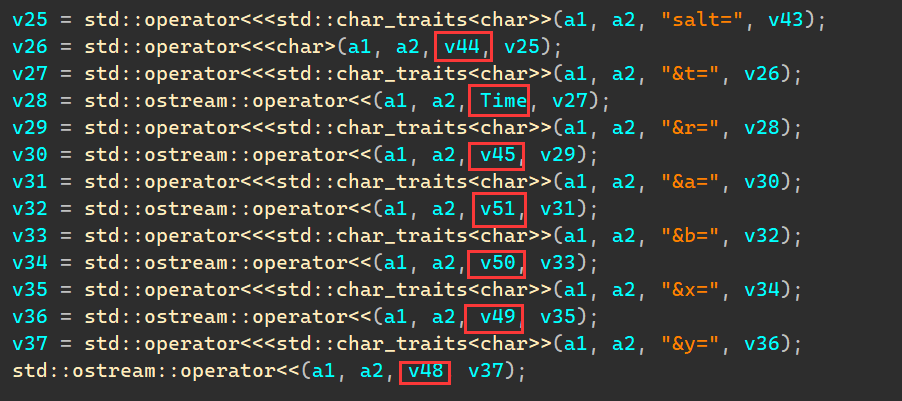 v25 = std::operator<<<std::char_traits<char>>(a1, a2, "salt=", v43);
v26 = std::operator<<<char>(a1, a2, v44, v25);
v27 = std::operator<<<std::char_traits<char>>(a1, a2, "&t=", v26);
v28 = std::ostream::operator<<(a1, a2, Time, v27);
v29 = std::operator<<<std::char_traits<char>>(a1, a2, "&r=", v28);
v30 = std::ostream::operator<<(a1, a2, v45, v29);
v31 = std::operator<<<std::char_traits<char>>(a1, a2, "&a=", v30);
v32 = std::ostream::operator<<(a1, a2, v51, v31);
v33 = std::operator<<<std::char_traits<char>>(a1, a2, "&b=", v32);
v34 = std::ostream::operator<<(a1, a2, v50, v33);
v35 = std::operator<<<std::char_traits<char>>(a1, a2, "&x=", v34);
v36 = std::ostream::operator<<(a1, a2, v49, v35);
v37 = std::operator<<<std::char_traits<char>>(a1, a2, "&y=", v36);
std::ostream::operator<<(a1, a2, v48 v37);